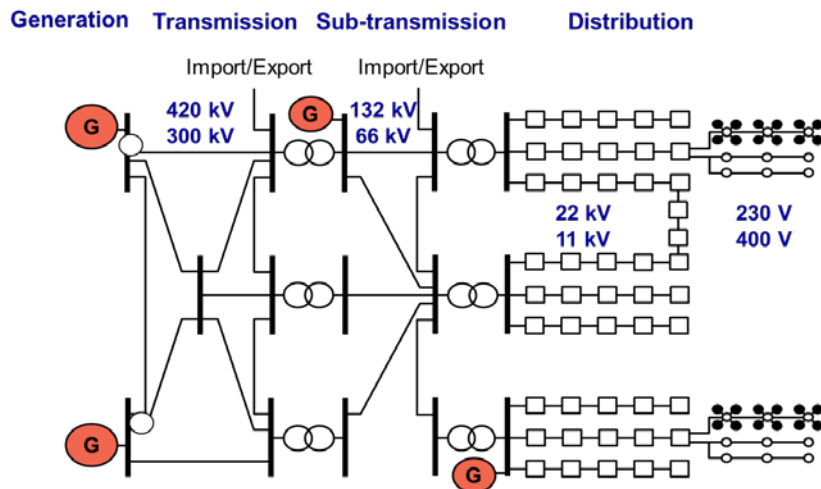 Generation Transmission Sub-transmission Distribution
Import/Export Import/Export
G 420 kV G 132 kV
300 kV 66 kV
22 kV 230 V
11 kV 400 V
G
G